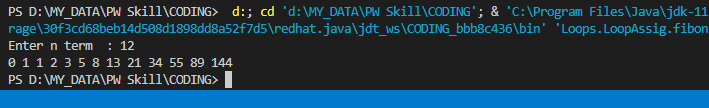 PS D:\MY_DATA\PW Skill\CODING>  d:; cd 'd:\MY_DATA\PW Skill\CODING'; & 'C:\Program Files\Java\jdk-11
rage\30f3cd68beb14d508d1898dd8a52f7d5\redhat.java\jdt_ws\CODING_bbb8c436\bin' 'Loops.LoopAssig.fibon
Enter n term  : 12
0 1 1 2 3 5 8 13 21 34 55 89 144
PS D:\MY_DATA\PW Skill\CODING>